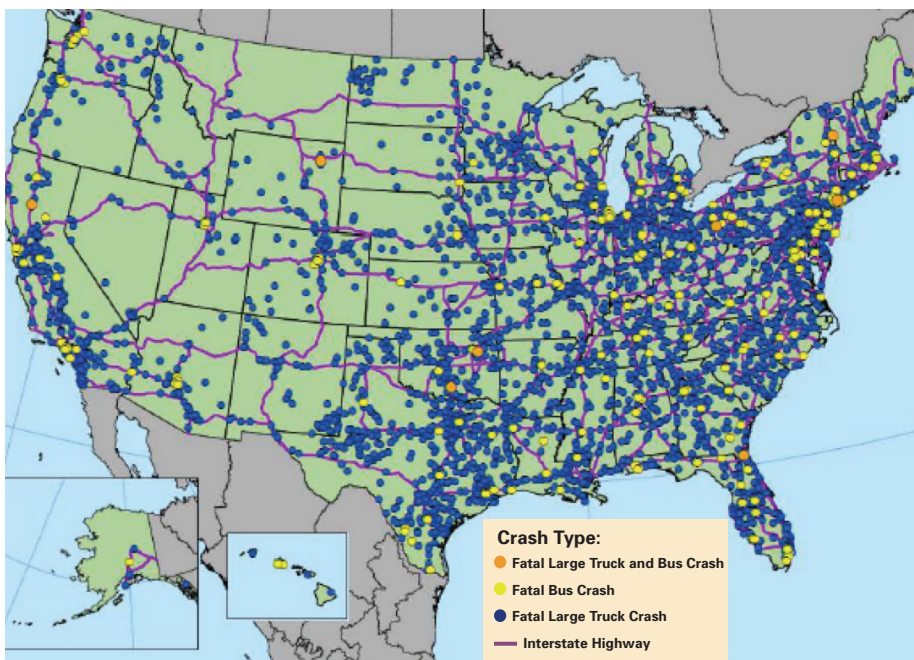 Crash Type:
Fatal Large Truck and Bus Crash
Fatal Bus Crash
Fatal Large Truck Crash
Interstate Highway